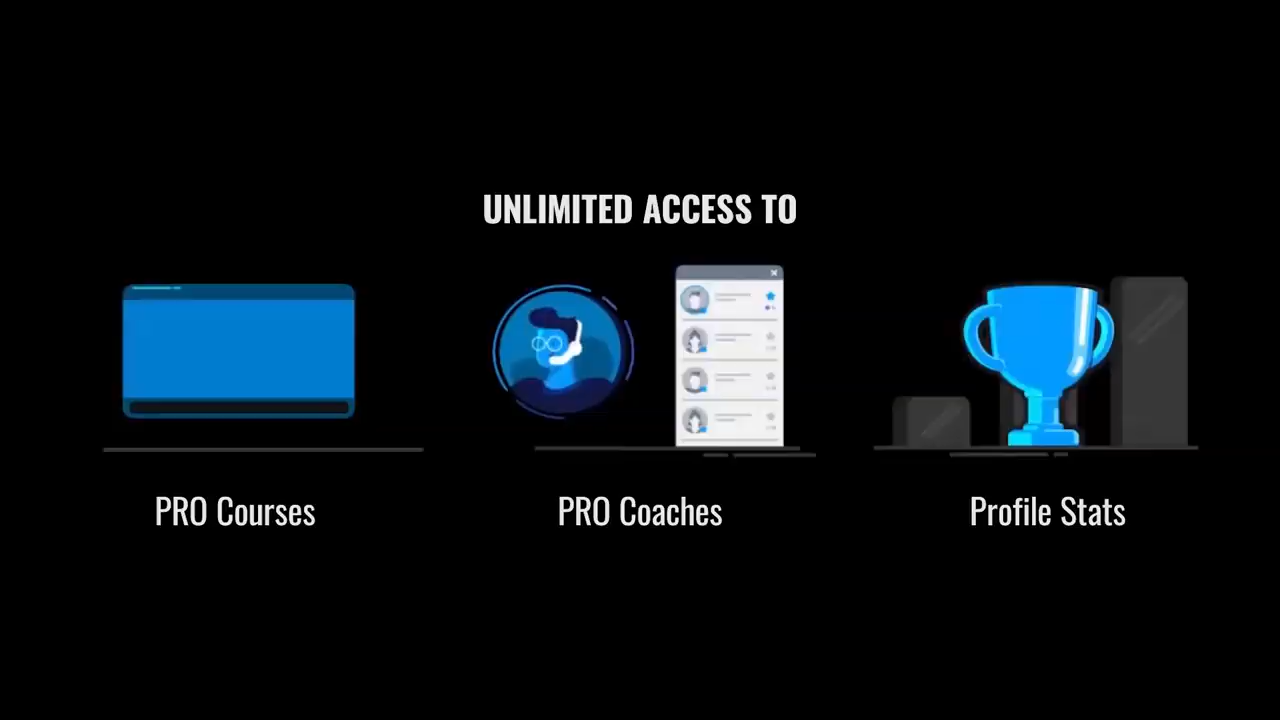 UNLIMITED ACCESS TO
PRO Courses
PRO Coaches
Profile Stats